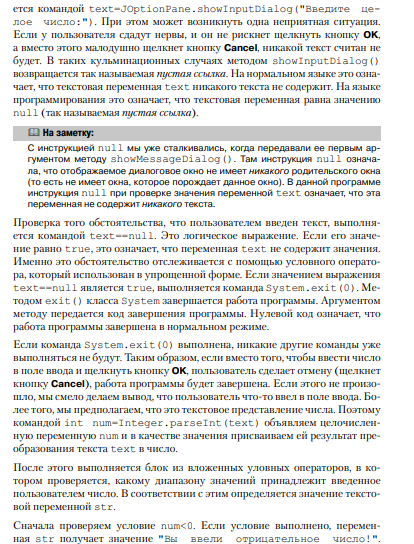 ется командой text=JOptionPane.showInputDialog("Введите це-
лое число:"). При этом может возникнуть одна неприятная ситуация.
Если у пользователя сдадут нервы, и он не рискнет щелкнуть кнопку OK,
а вместо этого малодушно щелкнет кнопку Cancel, никакой текст считан не
будет. В таких кульминационных случаях методом showInputDialog()
возвращается так называемая пустая ссылка. На нормальном языке это озна-
чает, что текстовая переменная text никакого текста не содержит. На языке
программирования это означает, что текстовая переменная равна значению
null (так называемая пустая ссылка).
На заметку:
С инструкцией null мы уже сталкивались, когда передавали ее первым ар-
гументом методу showMessageDialog(). Там инструкция null означа-
ла, что отображаемое диалоговое окно не имеет никакого родительского окна
(то есть не имеет окна, которое порождает данное окно). В данной программе
инструкция null при проверке значения переменной text означает, что эта
переменная не содержит никакого текста.
Проверка того обстоятельства, что пользователем введен текст, выполня-
ется командой text==null. Это логическое выражение. Если его значе-
ние равно true, это означает, что переменная text не содержит значения.
Именно это обстоятельство отслеживается с помощью условного операто-
ра, который использован в упрощенной форме. Если значением выражения
text==null является true, выполняется команда System.exit(0). Ме-
тодом exit() класса System завершается работа программы. Аргументом
методу передается код завершения программы. Нулевой код означает, что
работа программы завершена в нормальном режиме.
Если команда System.exit(0) выполнена, никакие другие команды уже
выполняться не будут. Таким образом, если вместо того, чтобы ввести число
в поле ввода и щелкнуть кнопку OK, пользователь сделает отмену (щелкнет
кнопку Cancel), работа программы будет завершена. Если этого не произо-
шло, мы смело делаем вывод, что пользователь что-то ввел в поле ввода. Бо-
лее того, мы предполагаем, что это текстовое представление числа. Поэтому
командой int num=Integer.parseInt(text) объявляем целочислен-
ную переменную num и в качестве значения присваиваем ей результат пре-
образования текста text в число.
После этого выполняется блок из вложенных уловных операторов, в ко-
тором проверяется, какому диапазону значений принадлежит введенное
пользователем число. В соответствии с этим определяется значение тексто-
вой переменной str.
Сначала проверяем условие num<0. Если условие выполнено, перемен-
ная str получает значение "Вы ввели отрицательное число!".